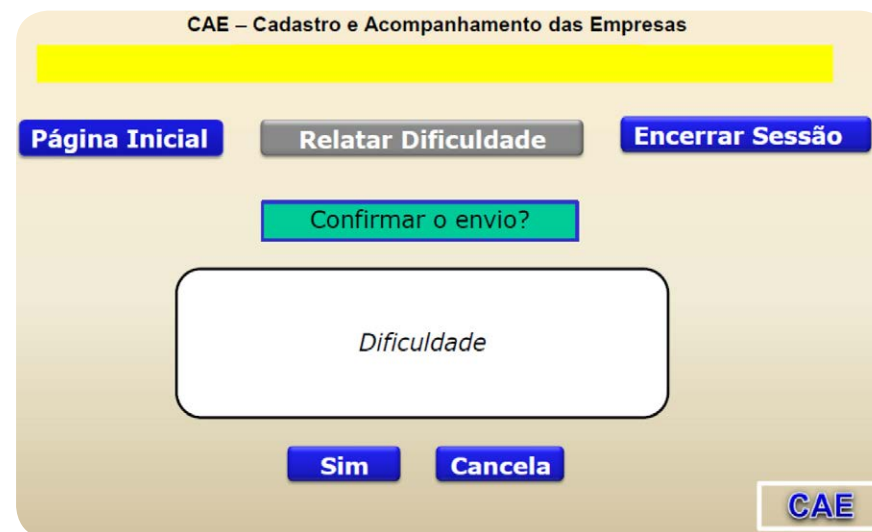 CAE – Cadastro e Acompanhamento das Empresas
Página Inicial
Relatar Dificuldade
Encerrar Sessão
Confirmar o envio?
Dificuldade
Sim
Cancela
CAE